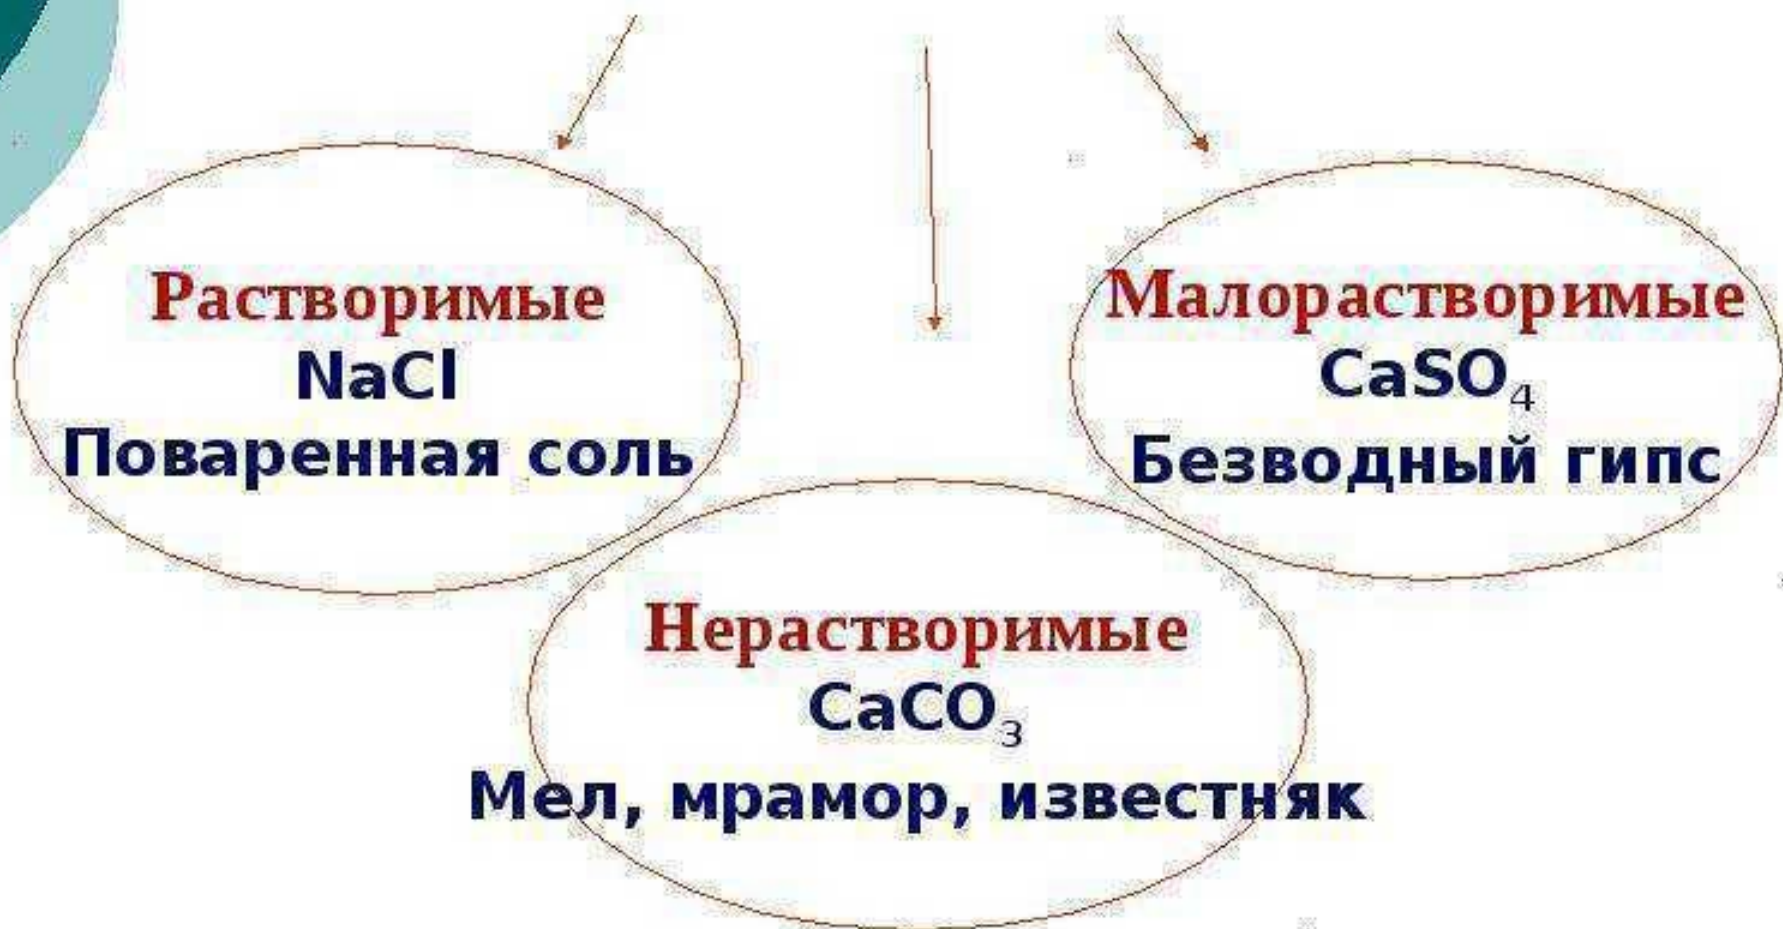 Растворимые
NaCl
Поваренная соль
Малорастворимые
CaSO₄
Безводный гипс
Нерастворимые
CaCO₃
Мел, мрамор, известняк